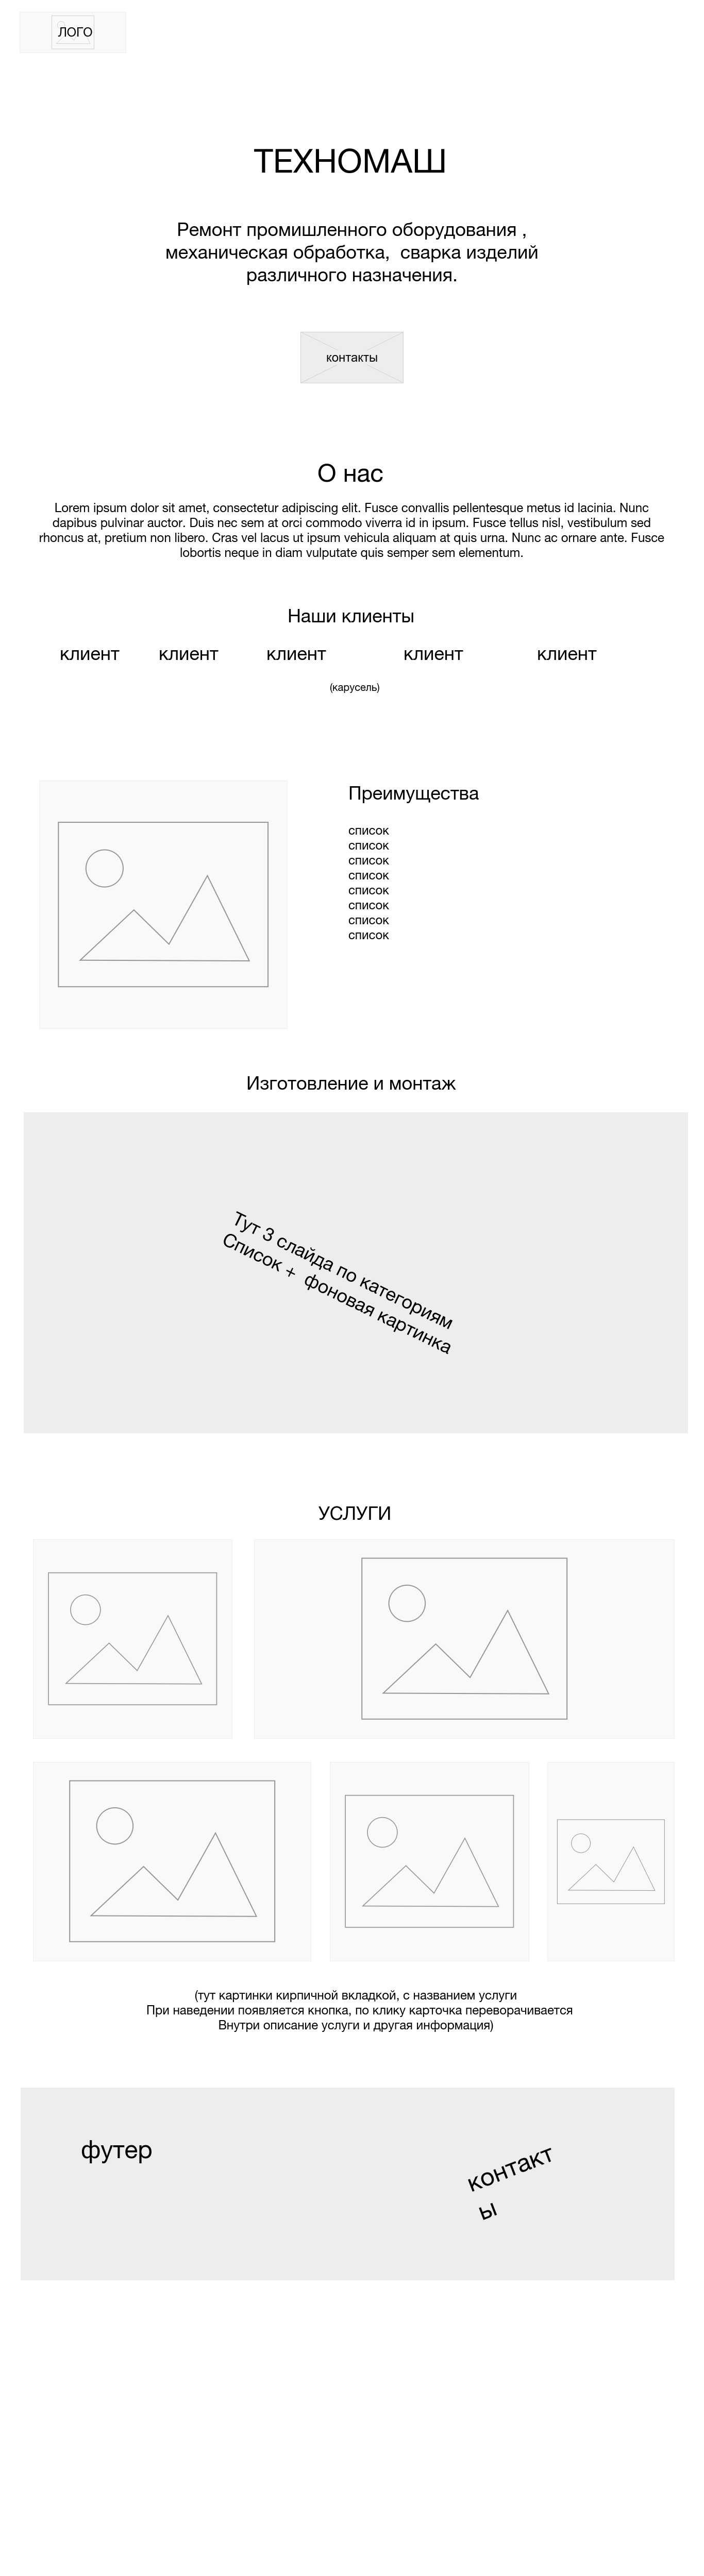 ЛОГО
ТЕХНОМАШ
Ремонт промишленного оборудования ,
механическая обработка,  сварка изделий
различного назначения.
контакты
О нас
Lorem ipsum dolor sit amet, consectetur adipiscing elit. Fusce convallis pellentesque metus id lacinia. Nunc
dapibus pulvinar auctor. Duis nec sem at orci commodo viverra id in ipsum. Fusce tellus nisl, vestibulum sed
rhoncus at, pretium non libero. Cras vel lacus ut ipsum vehicula aliquam at quis urna. Nunc ac ornare ante. Fusce
lobortis neque in diam vulputate quis semper sem elementum.
Наши клиенты
клиент клиент клиент клиент клиент
(карусель)
Преимущества
список
список
список
список
список
список
список
список
Изготовление и монтаж
Тут 3 слайда по категориям
Список +  фоновая картинка
УСЛУГИ
(тут картинки кирпичной вкладкой, с названием услуги
При наведении появляется кнопка, по клику карточка переворачивается
Внутри описание услуги и другая информация)
футер
контакт
ы